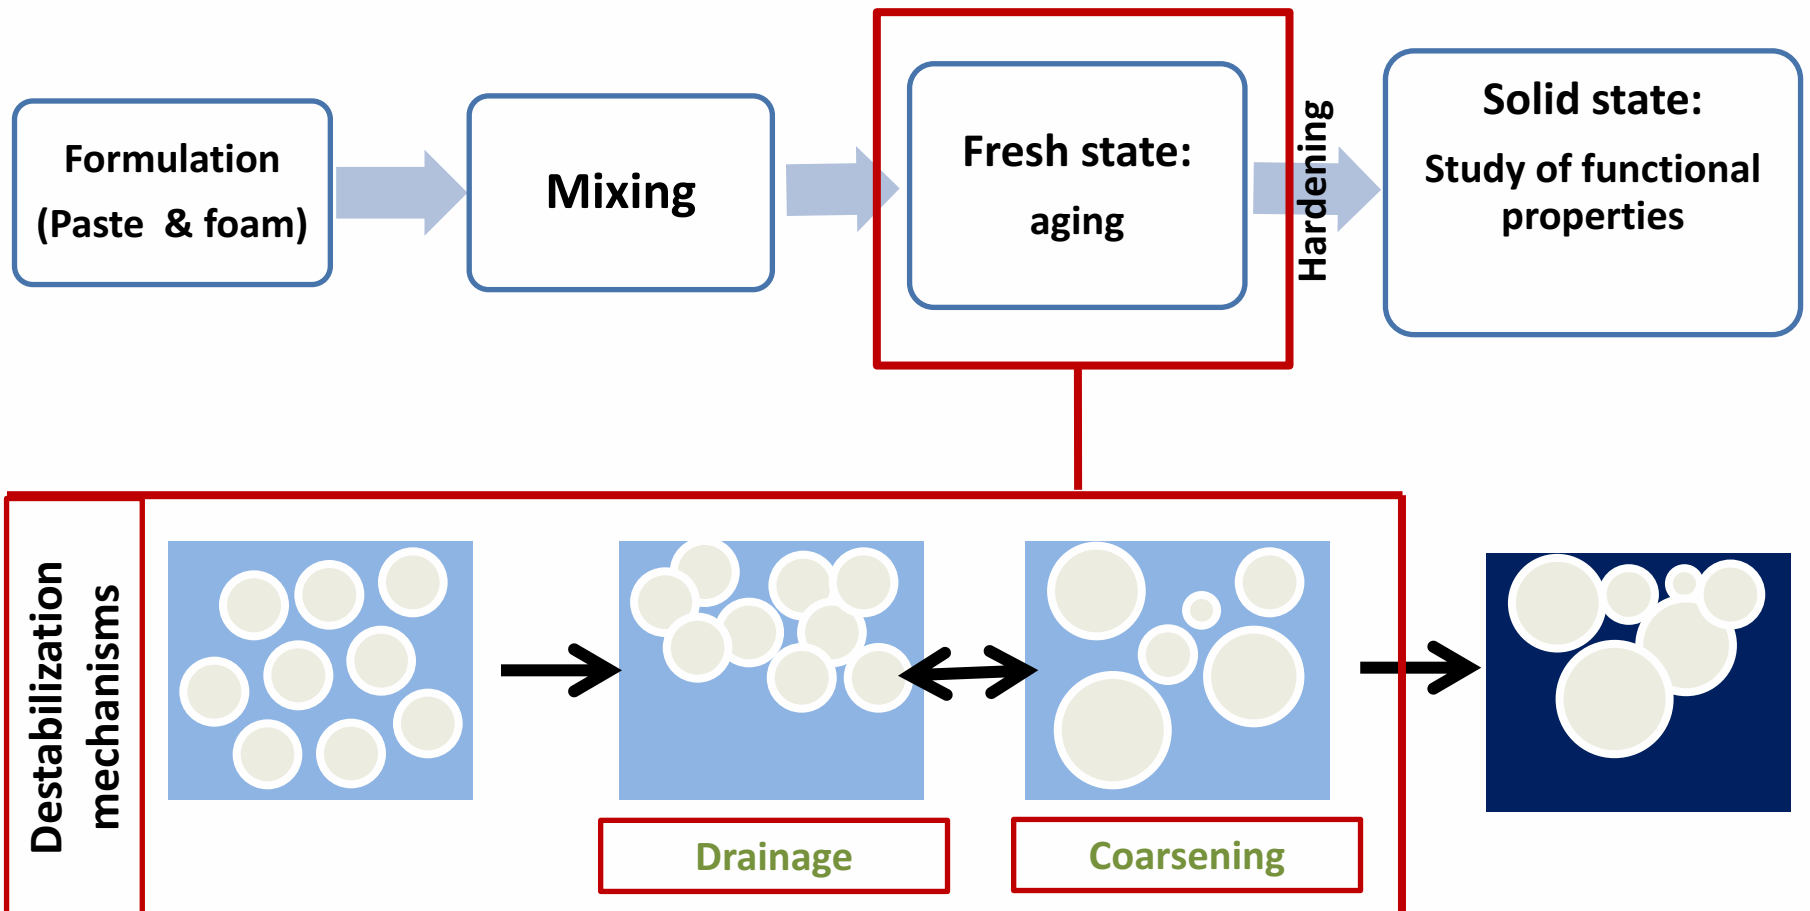 Formulation
(Paste & foam)
Mixing
Fresh state:
aging
Hardening
Solid state:
Study of functional
properties
Destabilization
mechanisms
Drainage
Coarsening